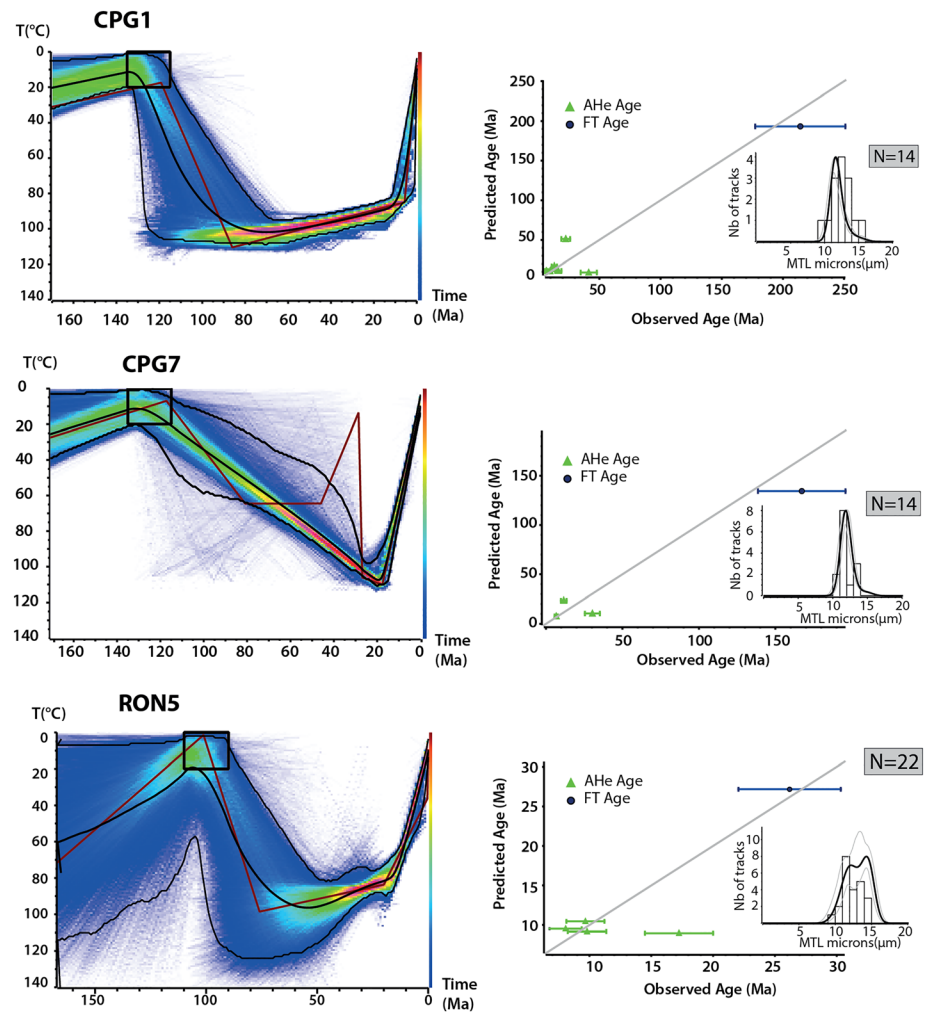 CPG1
T(°C)
0
20
40
60
80
100
120
140
160 140 120 100 80 60 40 20 0
Time
(Ma)
250
200
150
100
50
0
Predicted Age (Ma)
AHe Age
FT Age
N=14
4
3
2
1
Nb of tracks
5 10 15 20
MTL microns(µm)
50 100 150 200 250
Observed Age (Ma)
CPG7
T(°C)
0
20
40
60
80
100
120
140
160 140 120 100 80 60 40 20 0
Time
(Ma)
150
100
50
0
Predicted Age (Ma)
AHe Age
FT Age
N=14
8
6
4
2
0
Nb of tracks
5 10 15 20
MTL microns(µm)
50 100 150
Observed Age (Ma)
RON5
T(°C)
0
20
40
60
80
100
120
140
150 100 50 0
Time
(Ma)
30
25
20
15
10
Predicted Age (Ma)
AHe Age
FT Age
N=22
10
8
6
4
2
Nb of tracks
5 10 15 20
MTL microns(µm)
10 15 20 25 30
Observed Age (Ma)